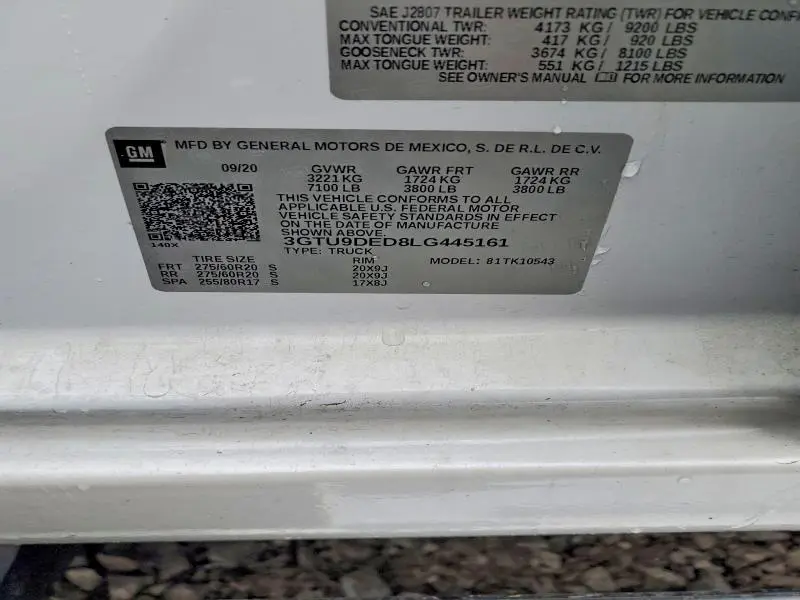 SAE J2807 TRAILER WEIGHT RATING (TWR) FOR VEHICLE
CONVENTIONAL TWR: 4173 KG / 9200 LBS
MAX TONGUE WEIGHT: 417 KG / 920 LBS
GOOSENECK TWR: 3674 KG / 8100 LBS
MAX TONGUE WEIGHT: 551 KG / 1215 LBS
SEE OWNER'S MANUAL FOR MORE INFORMATION
GM MFD BY GENERAL MOTORS DE MEXICO, S. DE R.L. DE C.V.
09/20 GVWR GAWR FRT GAWR RR
3221 KG 1724 KG 1724 KG
7100 LB 3800 LB 3800 LB
THIS VEHICLE CONFORMS TO ALL
APPLICABLE U.S. FEDERAL MOTOR
VEHICLE SAFETY STANDARDS IN EFFECT
ON THE DATE OF MANUFACTURE
SHOWN ABOVE.
140X 3GTU9DED8LG445161
TYPE: TRUCK MODEL: 81TK10543
TIRE SIZE RIM
FRT 275/60R20 S 20X9J
RR 275/60R20 S 20X9J
SPA 255/80R17 S 17X8J